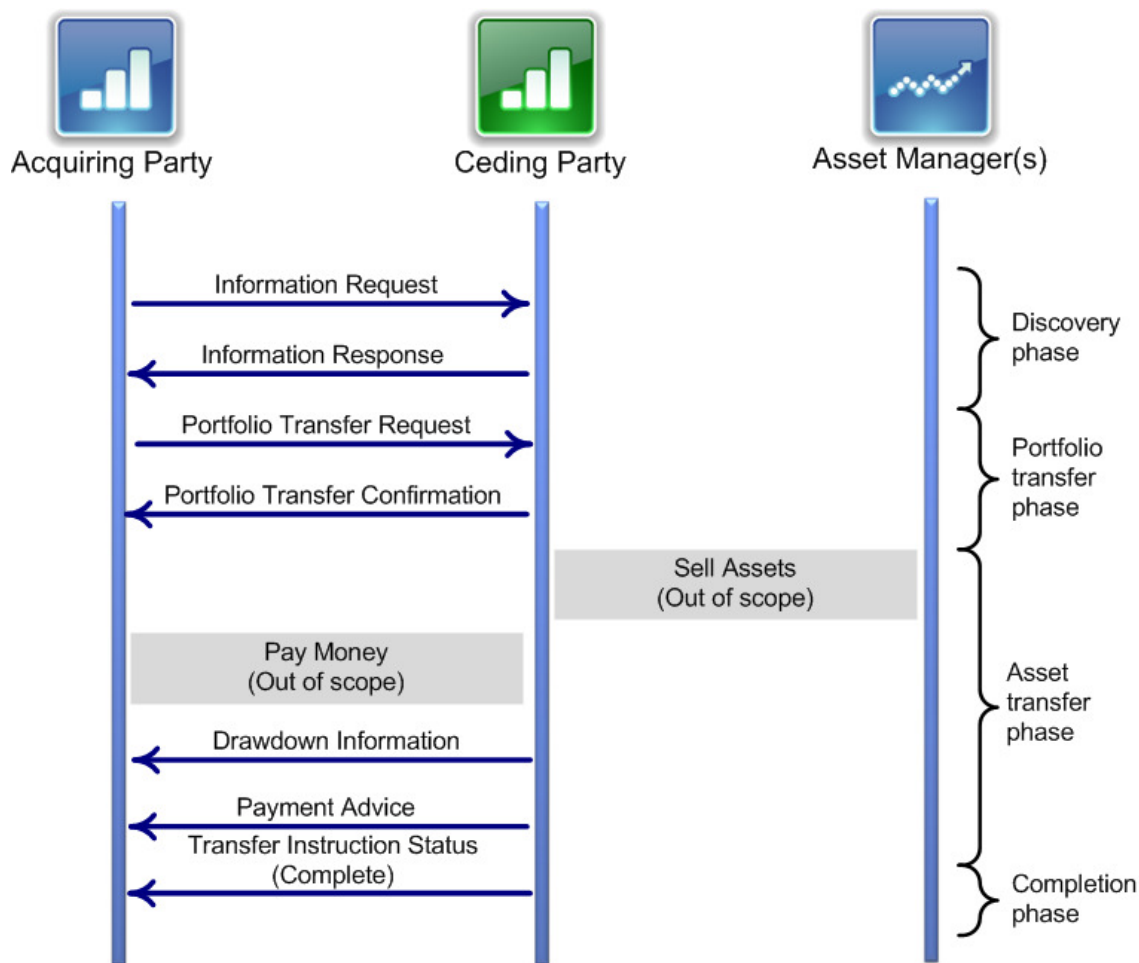 Acquiring Party
Ceding Party
Asset Manager(s)
Information Request
Information Response
Discovery
phase
Portfolio Transfer Request
Portfolio Transfer Confirmation
Portfolio
transfer
phase
Sell Assets
(Out of scope)
Pay Money
(Out of scope)
Drawdown Information
Payment Advice
Asset
transfer
phase
Transfer Instruction Status
(Complete)
Completion
phase